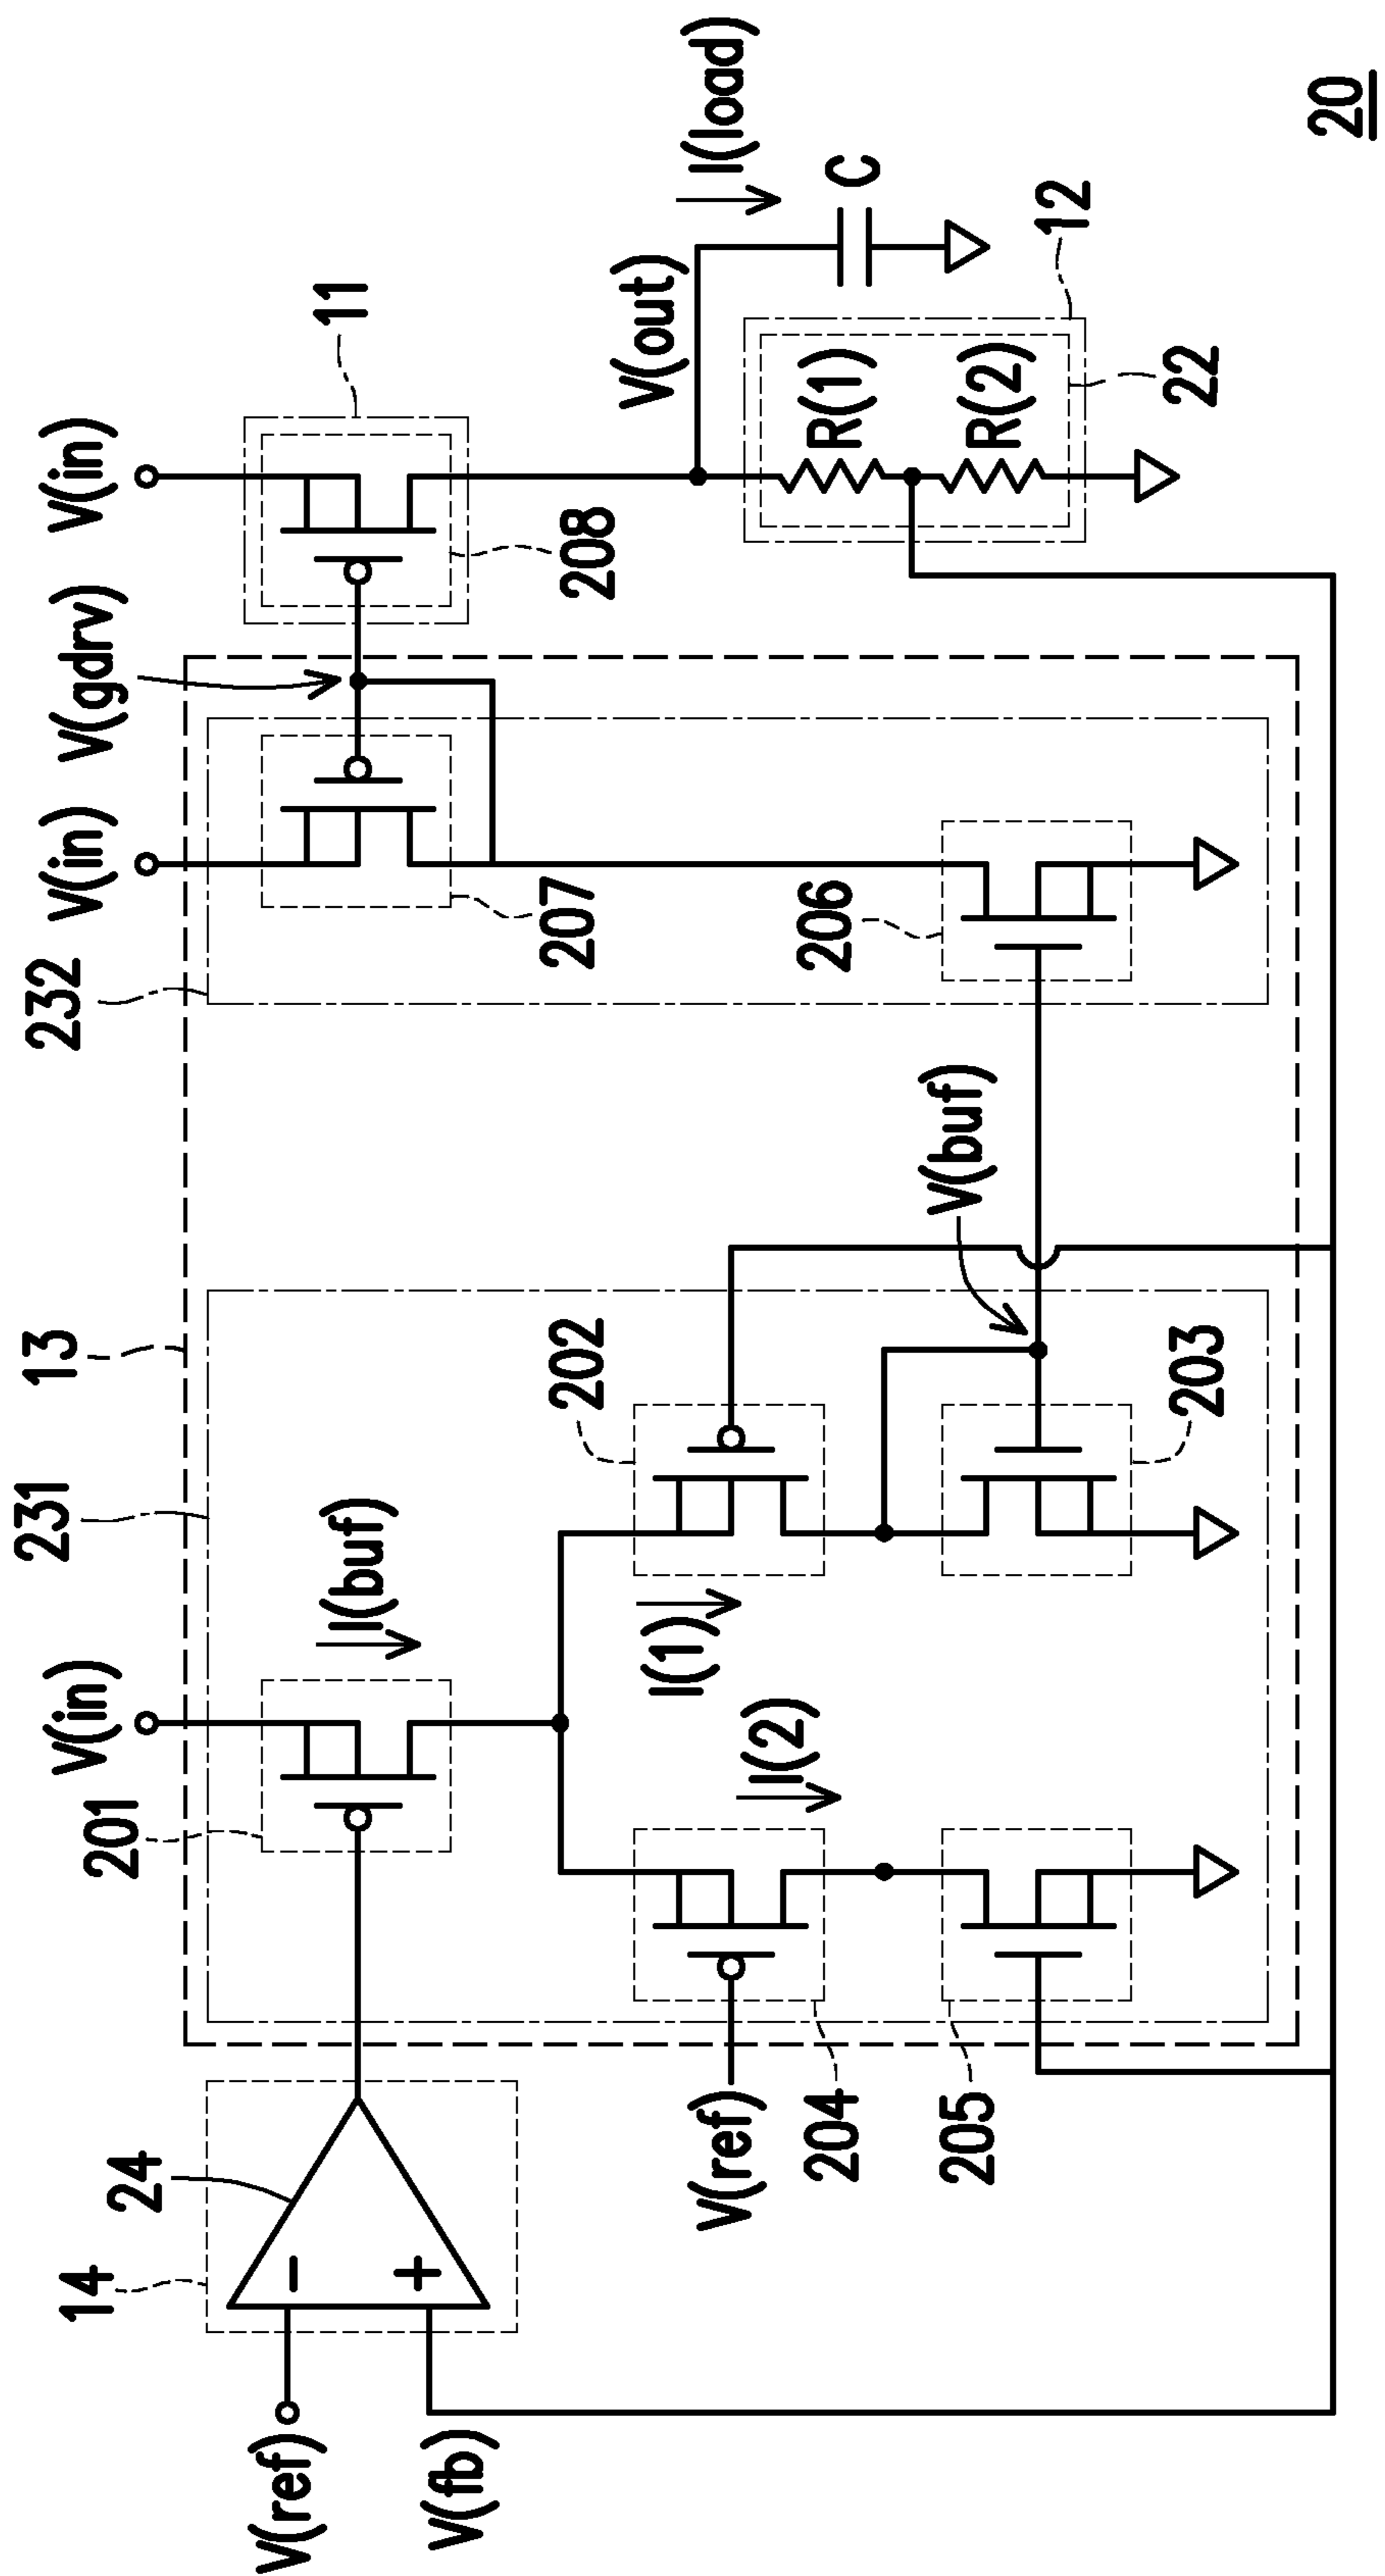 V(in)
V(in)
V(in)
13
231
232
V(gdrv)
11
14
24
201
I(buf)
207
208
V(ref)
V(fb)
V(out)
I(load)
C
I(1)
202
I(2)
V(ref)
204
205
203
V(buf)
206
R(1)
R(2)
12
22
20
-
+